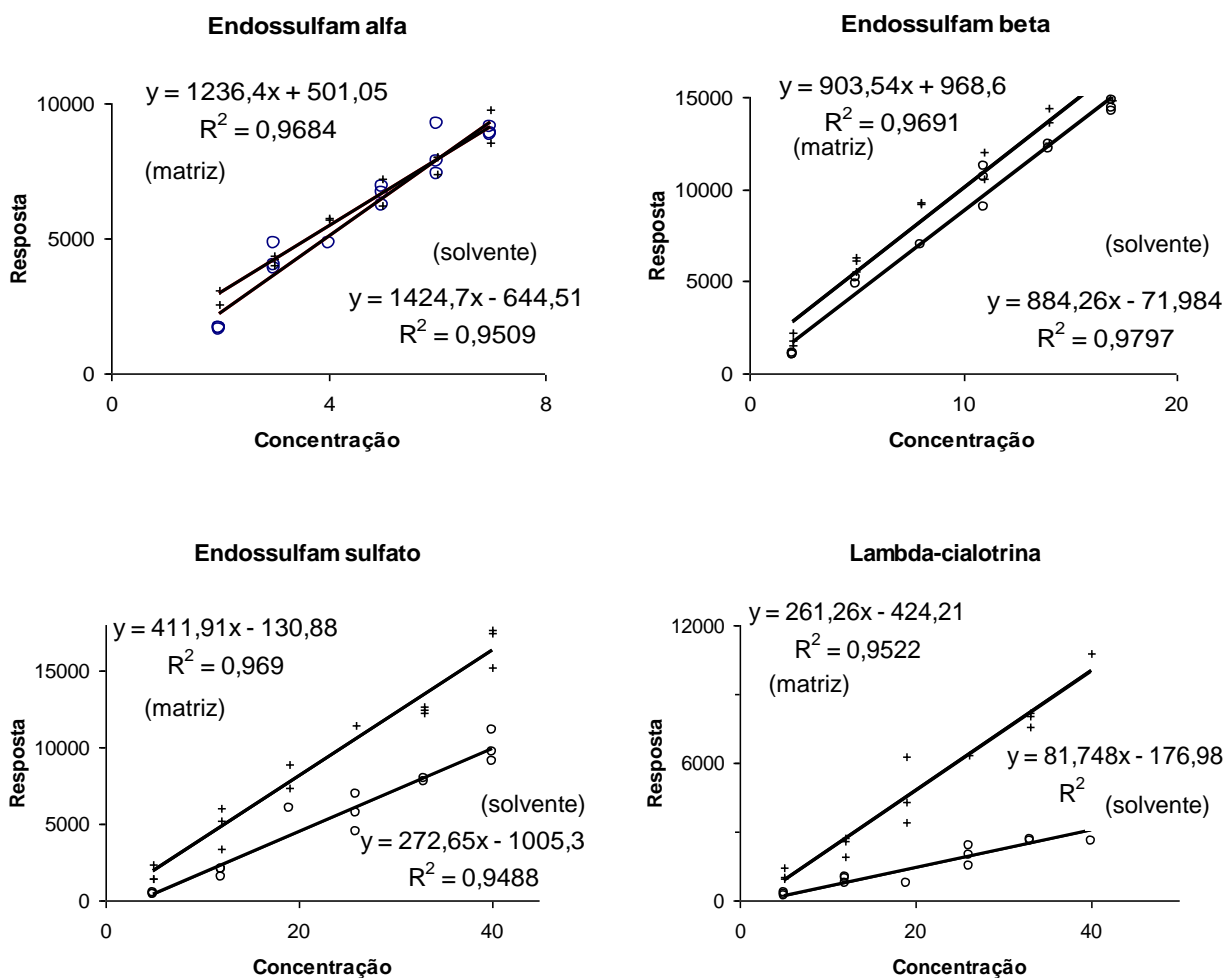 Endossulfam alfa
y = 1236,4x + 501,05
R² = 0,9684
(matriz)
(solvente)
y = 1424,7x - 644,51
R² = 0,9509
10000
5000
0
0
4
8
Resposta
Concentração
Endossulfam beta
y = 903,54x + 968,6
R² = 0,9691
(matriz)
(solvente)
y = 884,26x - 71,984
R² = 0,9797
15000
10000
5000
0
0
10
20
Resposta
Concentração
Endossulfam sulfato
y = 411,91x - 130,88
R² = 0,969
(matriz)
(solvente)
y = 272,65x - 1005,3
R² = 0,9488
15000
10000
5000
0
0
20
40
Resposta
Concentração
Lambda-cialotrina
y = 261,26x - 424,21
R² = 0,9522
(matriz)
y = 81,748x - 176,98
R²
(solvente)
12000
6000
0
0
20
40
Resposta
Concentração